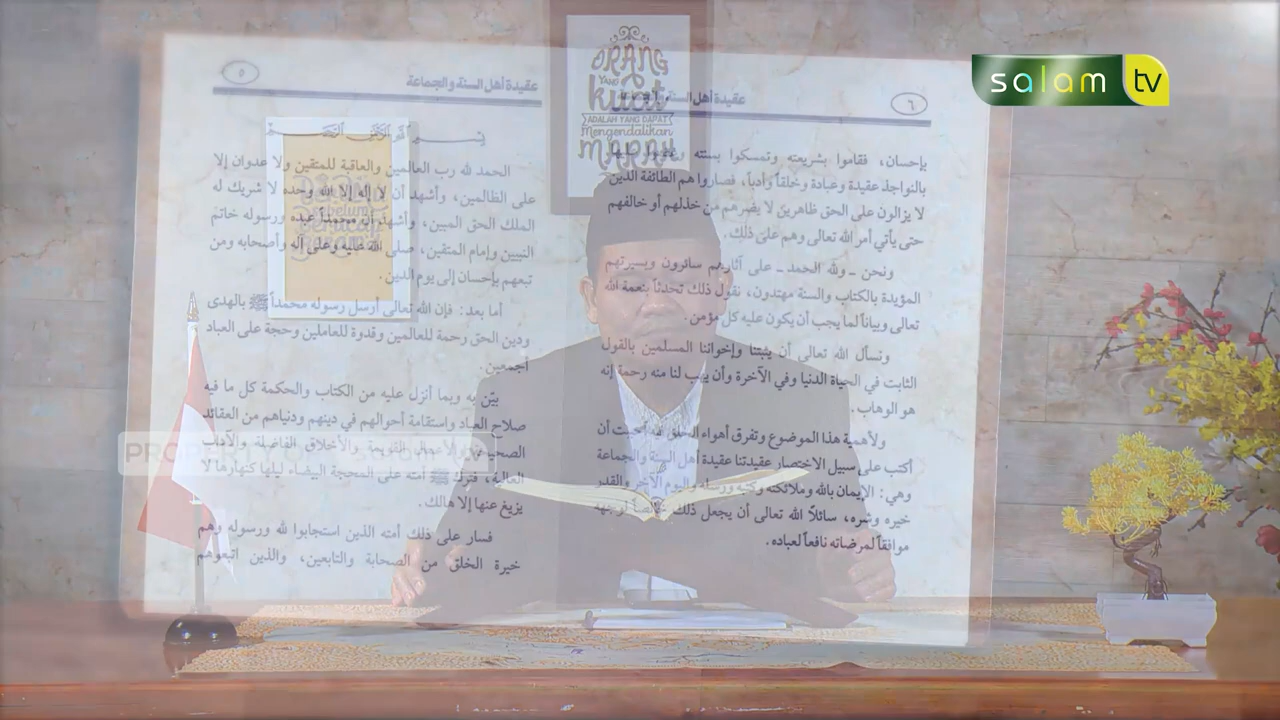 salam tv
ORANG
YANG
kuat
ADALAH YANG DAPAT
Mengendalikan
MARAH
٥
عقيدة أهل السنة والجماعة
الحمد لله رب العالمين والعاقبة للمتقين ولا عدوان إلا
على الظالمين، وأشهد أن لا إله إلا الله وحده لا شريك له
الملك الحق المبين، وأشهد أن محمداً عبده ورسوله خاتم
النبيين وإمام المتقين، صلى الله عليه وعلى آله وأصحابه ومن
تبعهم بإحسان إلى يوم الدين.
أما بعد: فإن الله تعالى أرسل رسوله محمداً ﷺ بالهدى
ودين الحق رحمة للعالمين وقدوة للعاملين وحجة على العباد
أجمعين.
بيّن به وبما أنزل عليه من الكتاب والحكمة كل ما فيه
صلاح العباد واستقامة أحوالهم في دينهم ودنياهم من العقائد
الصحيحة والأعمال القويمة والأخلاق الفاضلة والآداب
العالية، فترك ﷺ أمته على المحجة البيضاء ليلها كنهارها لا
يزيغ عنها إلا هالك.
فسار على ذلك أمته الذين استجابوا لله ورسوله وهم
خيرة الخلق من الصحابة والتابعين، والذين اتبعوهم
٦
عقيدة أهل السنة والجماعة
بإحسان، فقاموا بشريعته وتمسكوا بسنته وعضوا عليها
بالنواجذ عقيدة وعبادة وخلقاً وأدباً، فصاروا هم الطائفة الذين
لا يزالون على الحق ظاهرين لا يضرهم من خذلهم أو خالفهم
حتى يأتي أمر الله تعالى وهم على ذلك.
ونحن ـ ولله الحمد ـ على آثارهم سائرون وبسيرتهم
المؤيدة بالكتاب والسنة مهتدون، نقول ذلك تحدثاً بنعمة الله
تعالى وبياناً لما يجب أن يكون عليه كل مؤمن.
ونسأل الله تعالى أن يثبتنا وإخواننا المسلمين بالقول
الثابت في الحياة الدنيا وفي الآخرة وأن يهب لنا منه رحمة إنه
هو الوهاب.
ولأهمية هذا الموضوع وتفرق أهواء الخلق فيه أحببت أن
أكتب على سبيل الاختصار عقيدتنا عقيدة أهل السنة والجماعة
وهي: الإيمان بالله وملائكته وكتبه ورسله واليوم الآخر والقدر
خيره وشره، سائلاً الله تعالى أن يجعل ذلك
موافقاً لمرضاته نافعاً لعباده.
PROPERTY OF